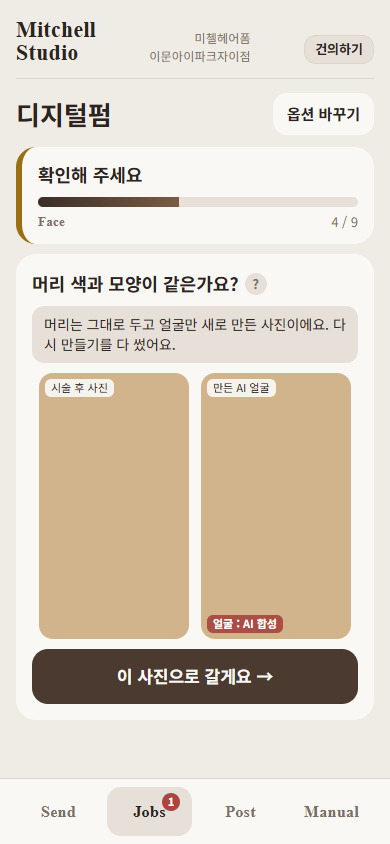 Mitchell
Studio
미첼헤어폼
이문아이파크자이점
건의하기
디지털펌
옵션 바꾸기
확인해 주세요
Face
4 / 9
머리 색과 모양이 같은가요? ?
머리는 그대로 두고 얼굴만 새로 만든 사진이에요. 다
시 만들기를 다 썼어요.
시술 후 사진
만든 AI 얼굴
얼굴 : AI 합성
이 사진으로 갈게요 →
Send
Jobs
1
Post
Manual